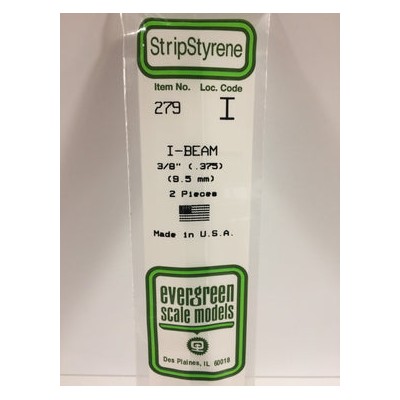 StripStyrene
Item No. Loc. Code
279 I
I-BEAM
3/8" (.375)
(9.5 mm)
2 Pieces
Made in U.S.A.
evergreen
scale models
Des Plaines, IL 60018